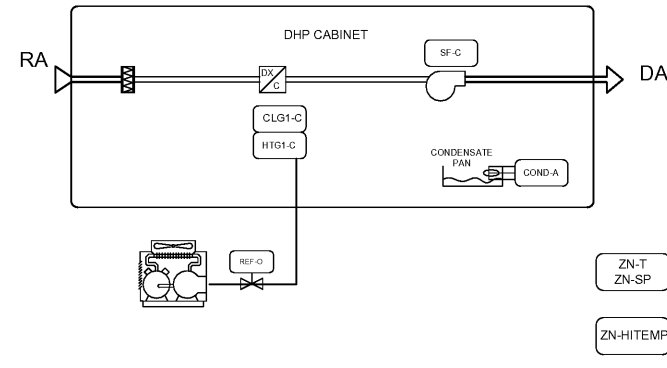 DHP CABINET
RA
SF-C
DA
DX
C
CLG1-C
HTG1-C
CONDENSATE
PAN
COND-A
REF-O
ZN-T
ZN-SP
ZN-HITEMP